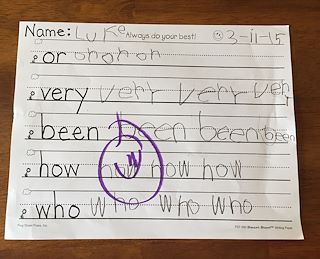 Name: Luke Always do your best! 3-11-15
or or or or
very very very very
been been been been
how how how how
who who who who